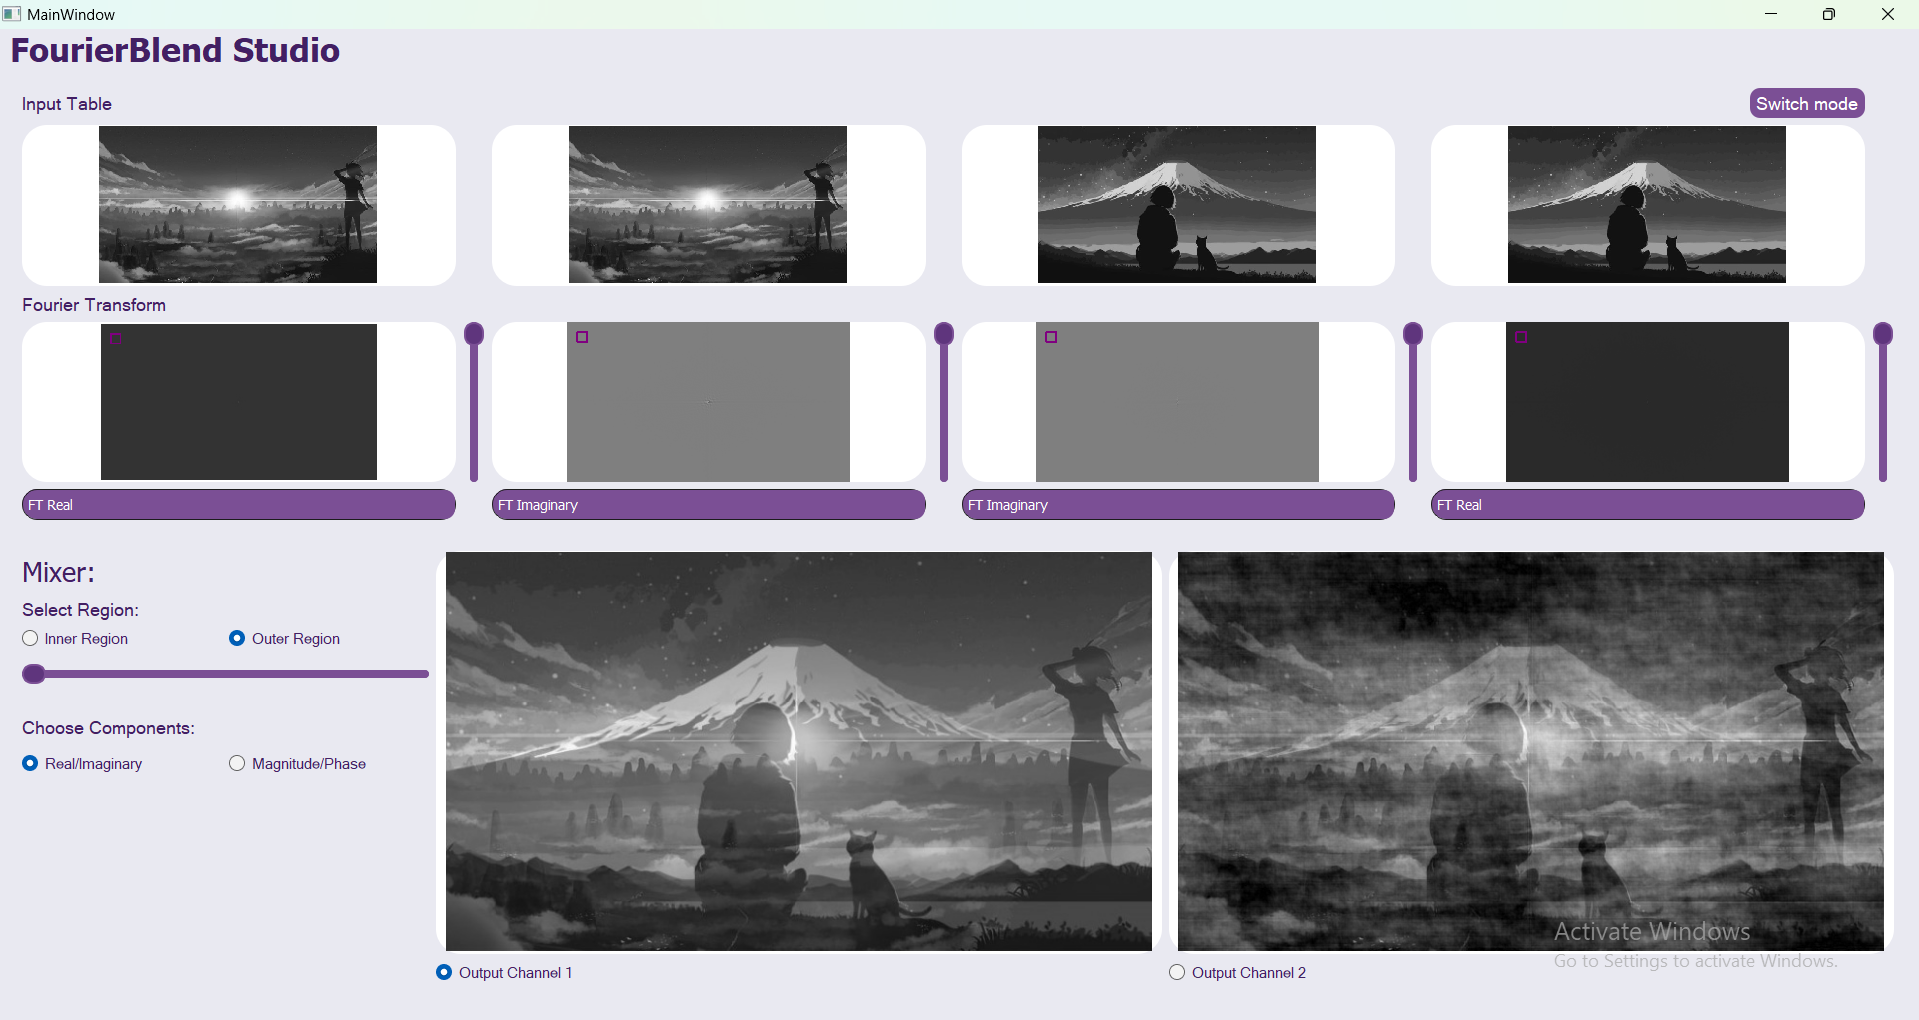 MainWindow
FourierBlend Studio
Input Table
Switch mode
Fourier Transform
FT Real
FT Imaginary
FT Imaginary
FT Real
Mixer:
Select Region:
Inner Region
Outer Region
Choose Components:
Real/Imaginary
Magnitude/Phase
Activate Windows
Go to Settings to activate Windows.
Output Channel 1
Output Channel 2